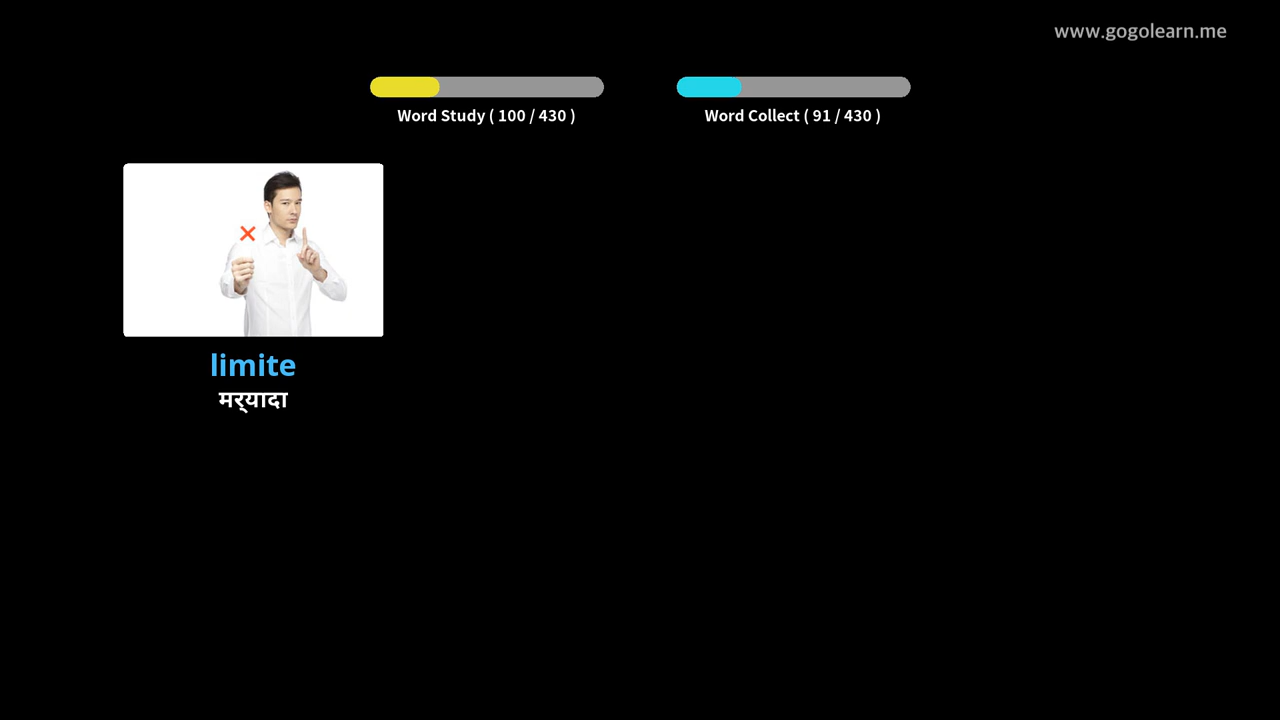 www.gogolearn.me
Word Study ( 100 / 430 )
Word Collect ( 91 / 430 )
limite
मर्यादा